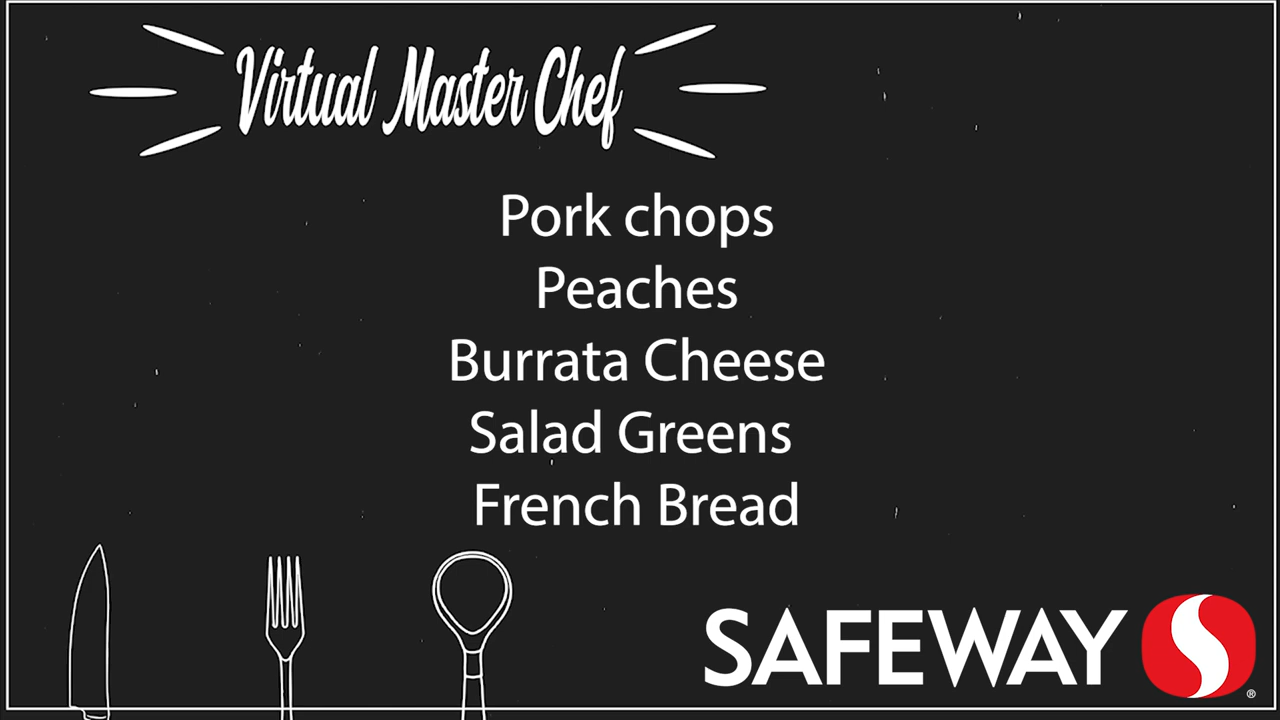 Virtual Master Chef
Pork chops
Peaches
Burrata Cheese
Salad Greens
French Bread
SAFEWAY ®